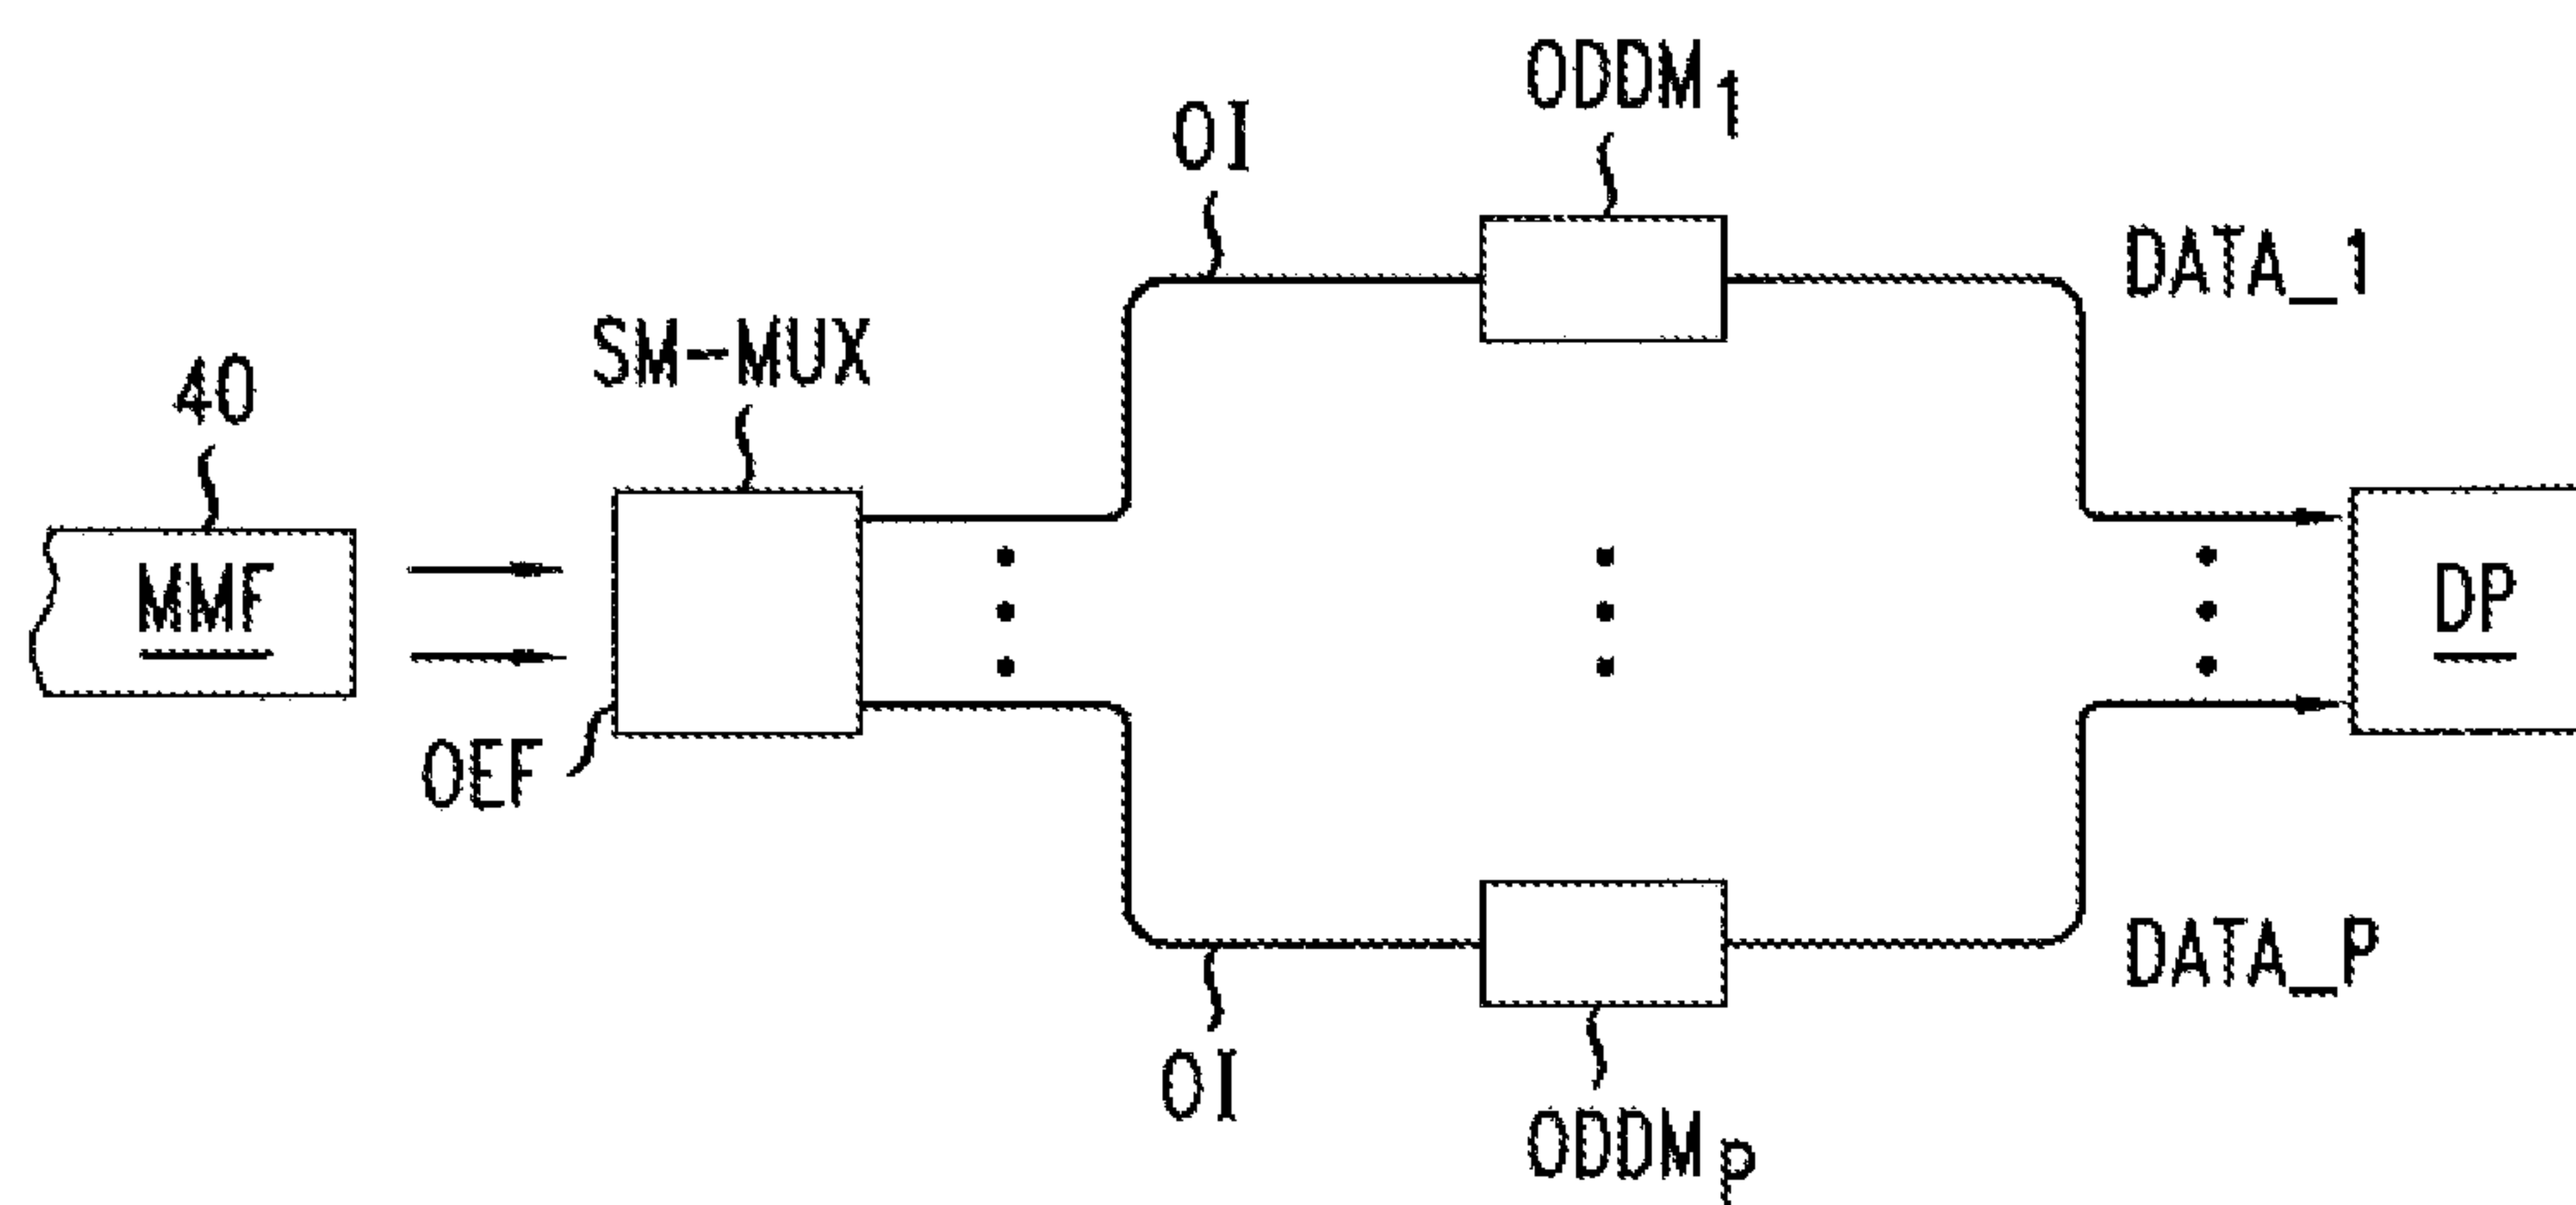 ODDM1
OI
DATA_1
SM-MUX
40
MMF
DP
OEF
DATA_P
OI
ODDMP